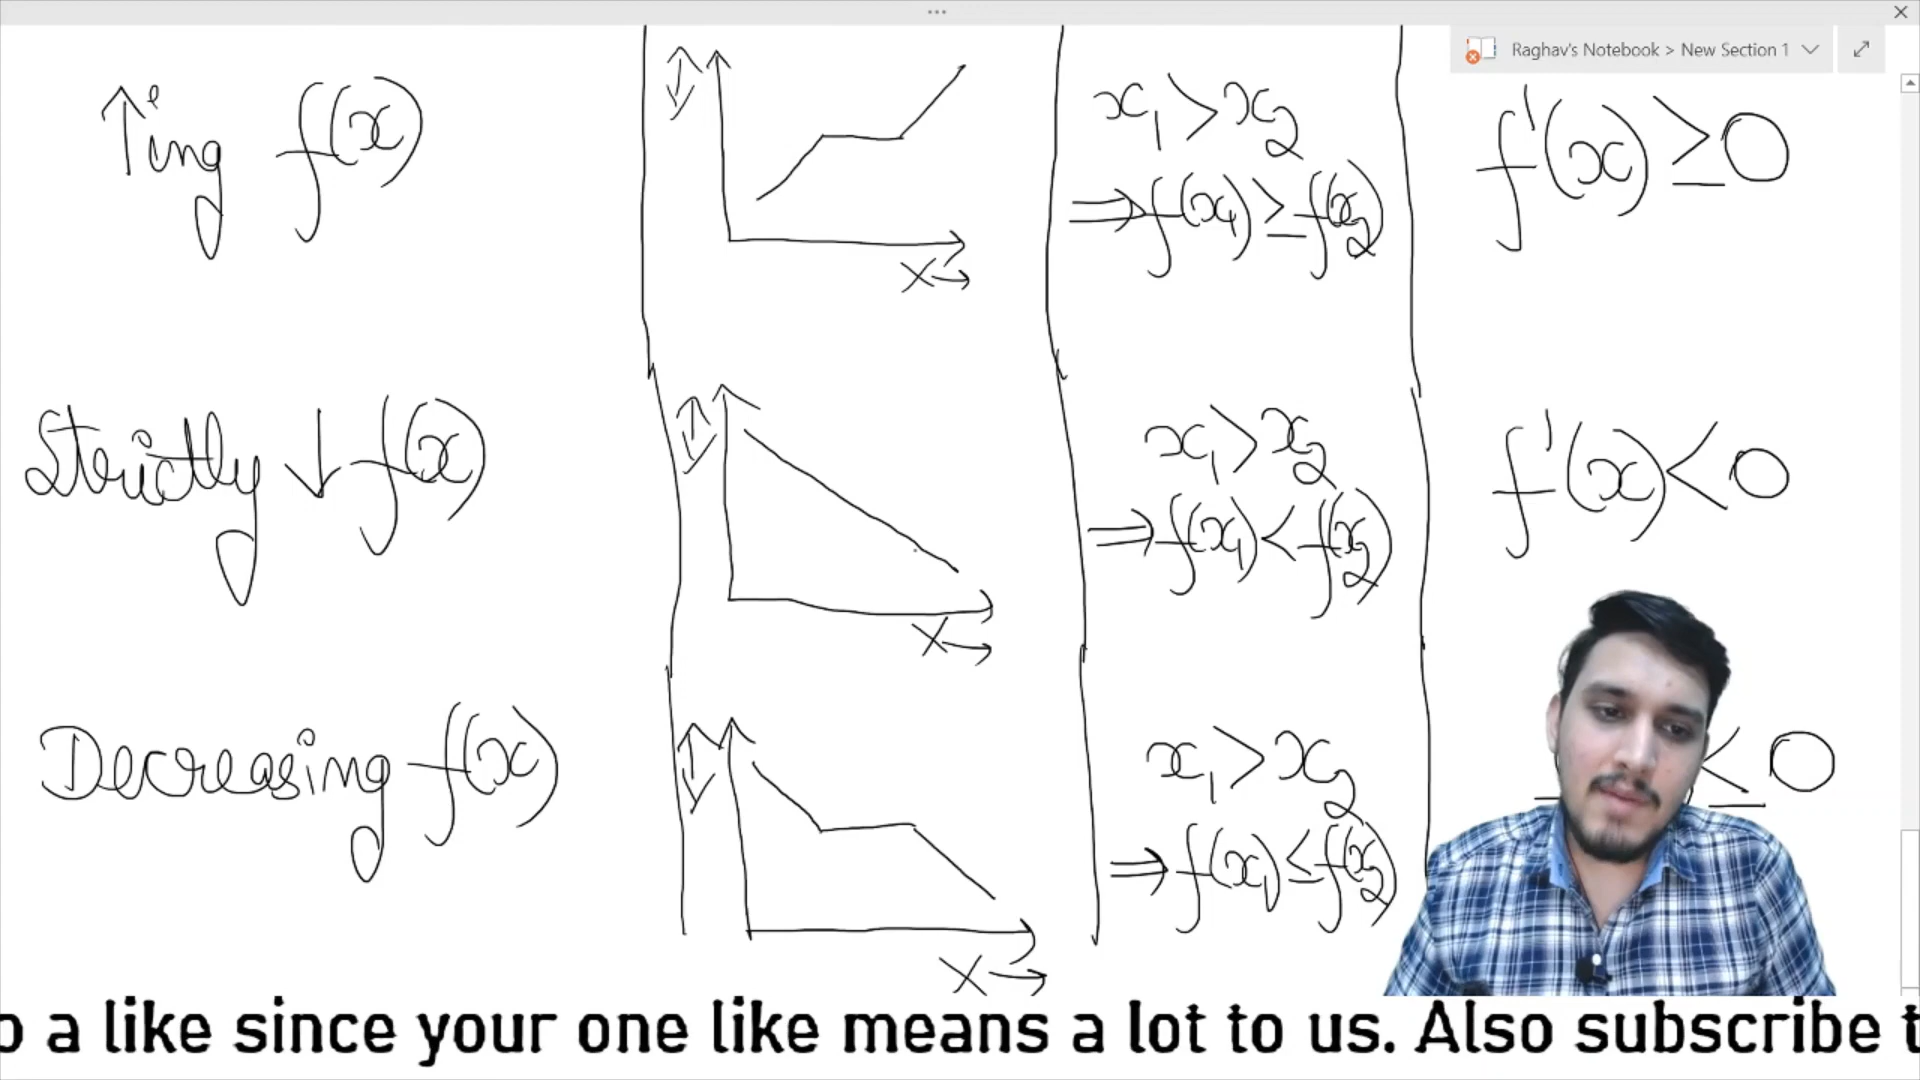 Raghav's Notebook > New Section 1
↑ing f(x)
Y
X→
x₁ > x₂
⇒ f(x₁) ≥ f(x₂)
f'(x) ≥ 0
Strictly ↓ f(x)
X→
x₁ > x₂
⇒ f(x₁) < f(x₂)
f'(x) < 0
Decreasing f(x)
X→
x₁ > x₂
⇒ f(x₁) ≤ f(x₂)
≤ 0
a like since your one like means a lot to us. Also subscribe